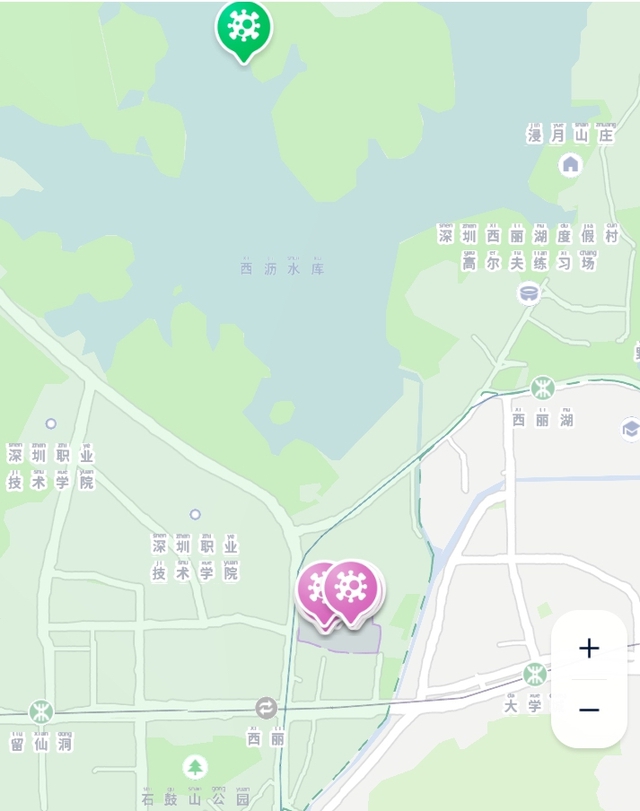 浸月山庄
深圳西丽湖度假村
高尔夫练习场
西沥水库
西丽湖
深圳职业
技术学院
深圳职业
技术学院
大学
留仙洞
西丽
石鼓山公园